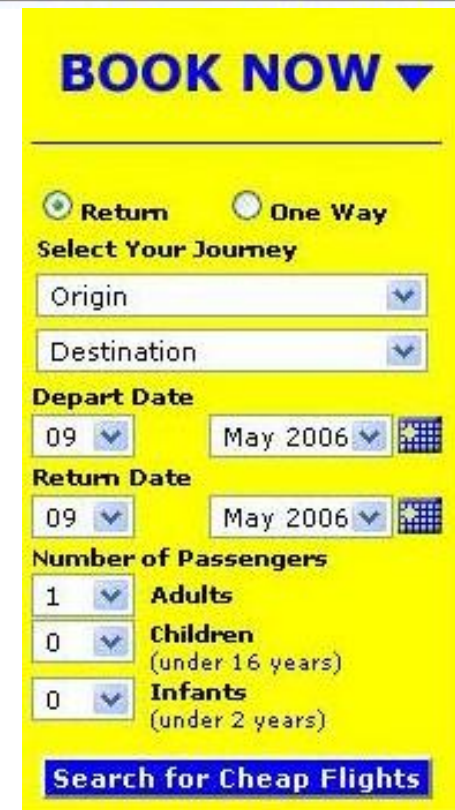 BOOK NOW
Return One Way
Select Your Journey
Origin
Destination
Depart Date
09 May 2006
Return Date
09 May 2006
Number of Passengers
1 Adults
0 Children
(under 16 years)
0 Infants
(under 2 years)
Search for Cheap Flights